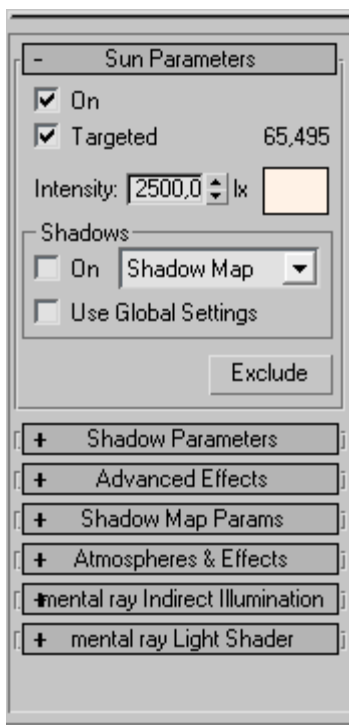 - Sun Parameters
On
Targeted 65,495
Intensity: 2500,0 lx
Shadows
On Shadow Map
Use Global Settings
Exclude
+ Shadow Parameters
+ Advanced Effects
+ Shadow Map Params
+ Atmospheres & Effects
+ mental ray Indirect Illumination
+ mental ray Light Shader